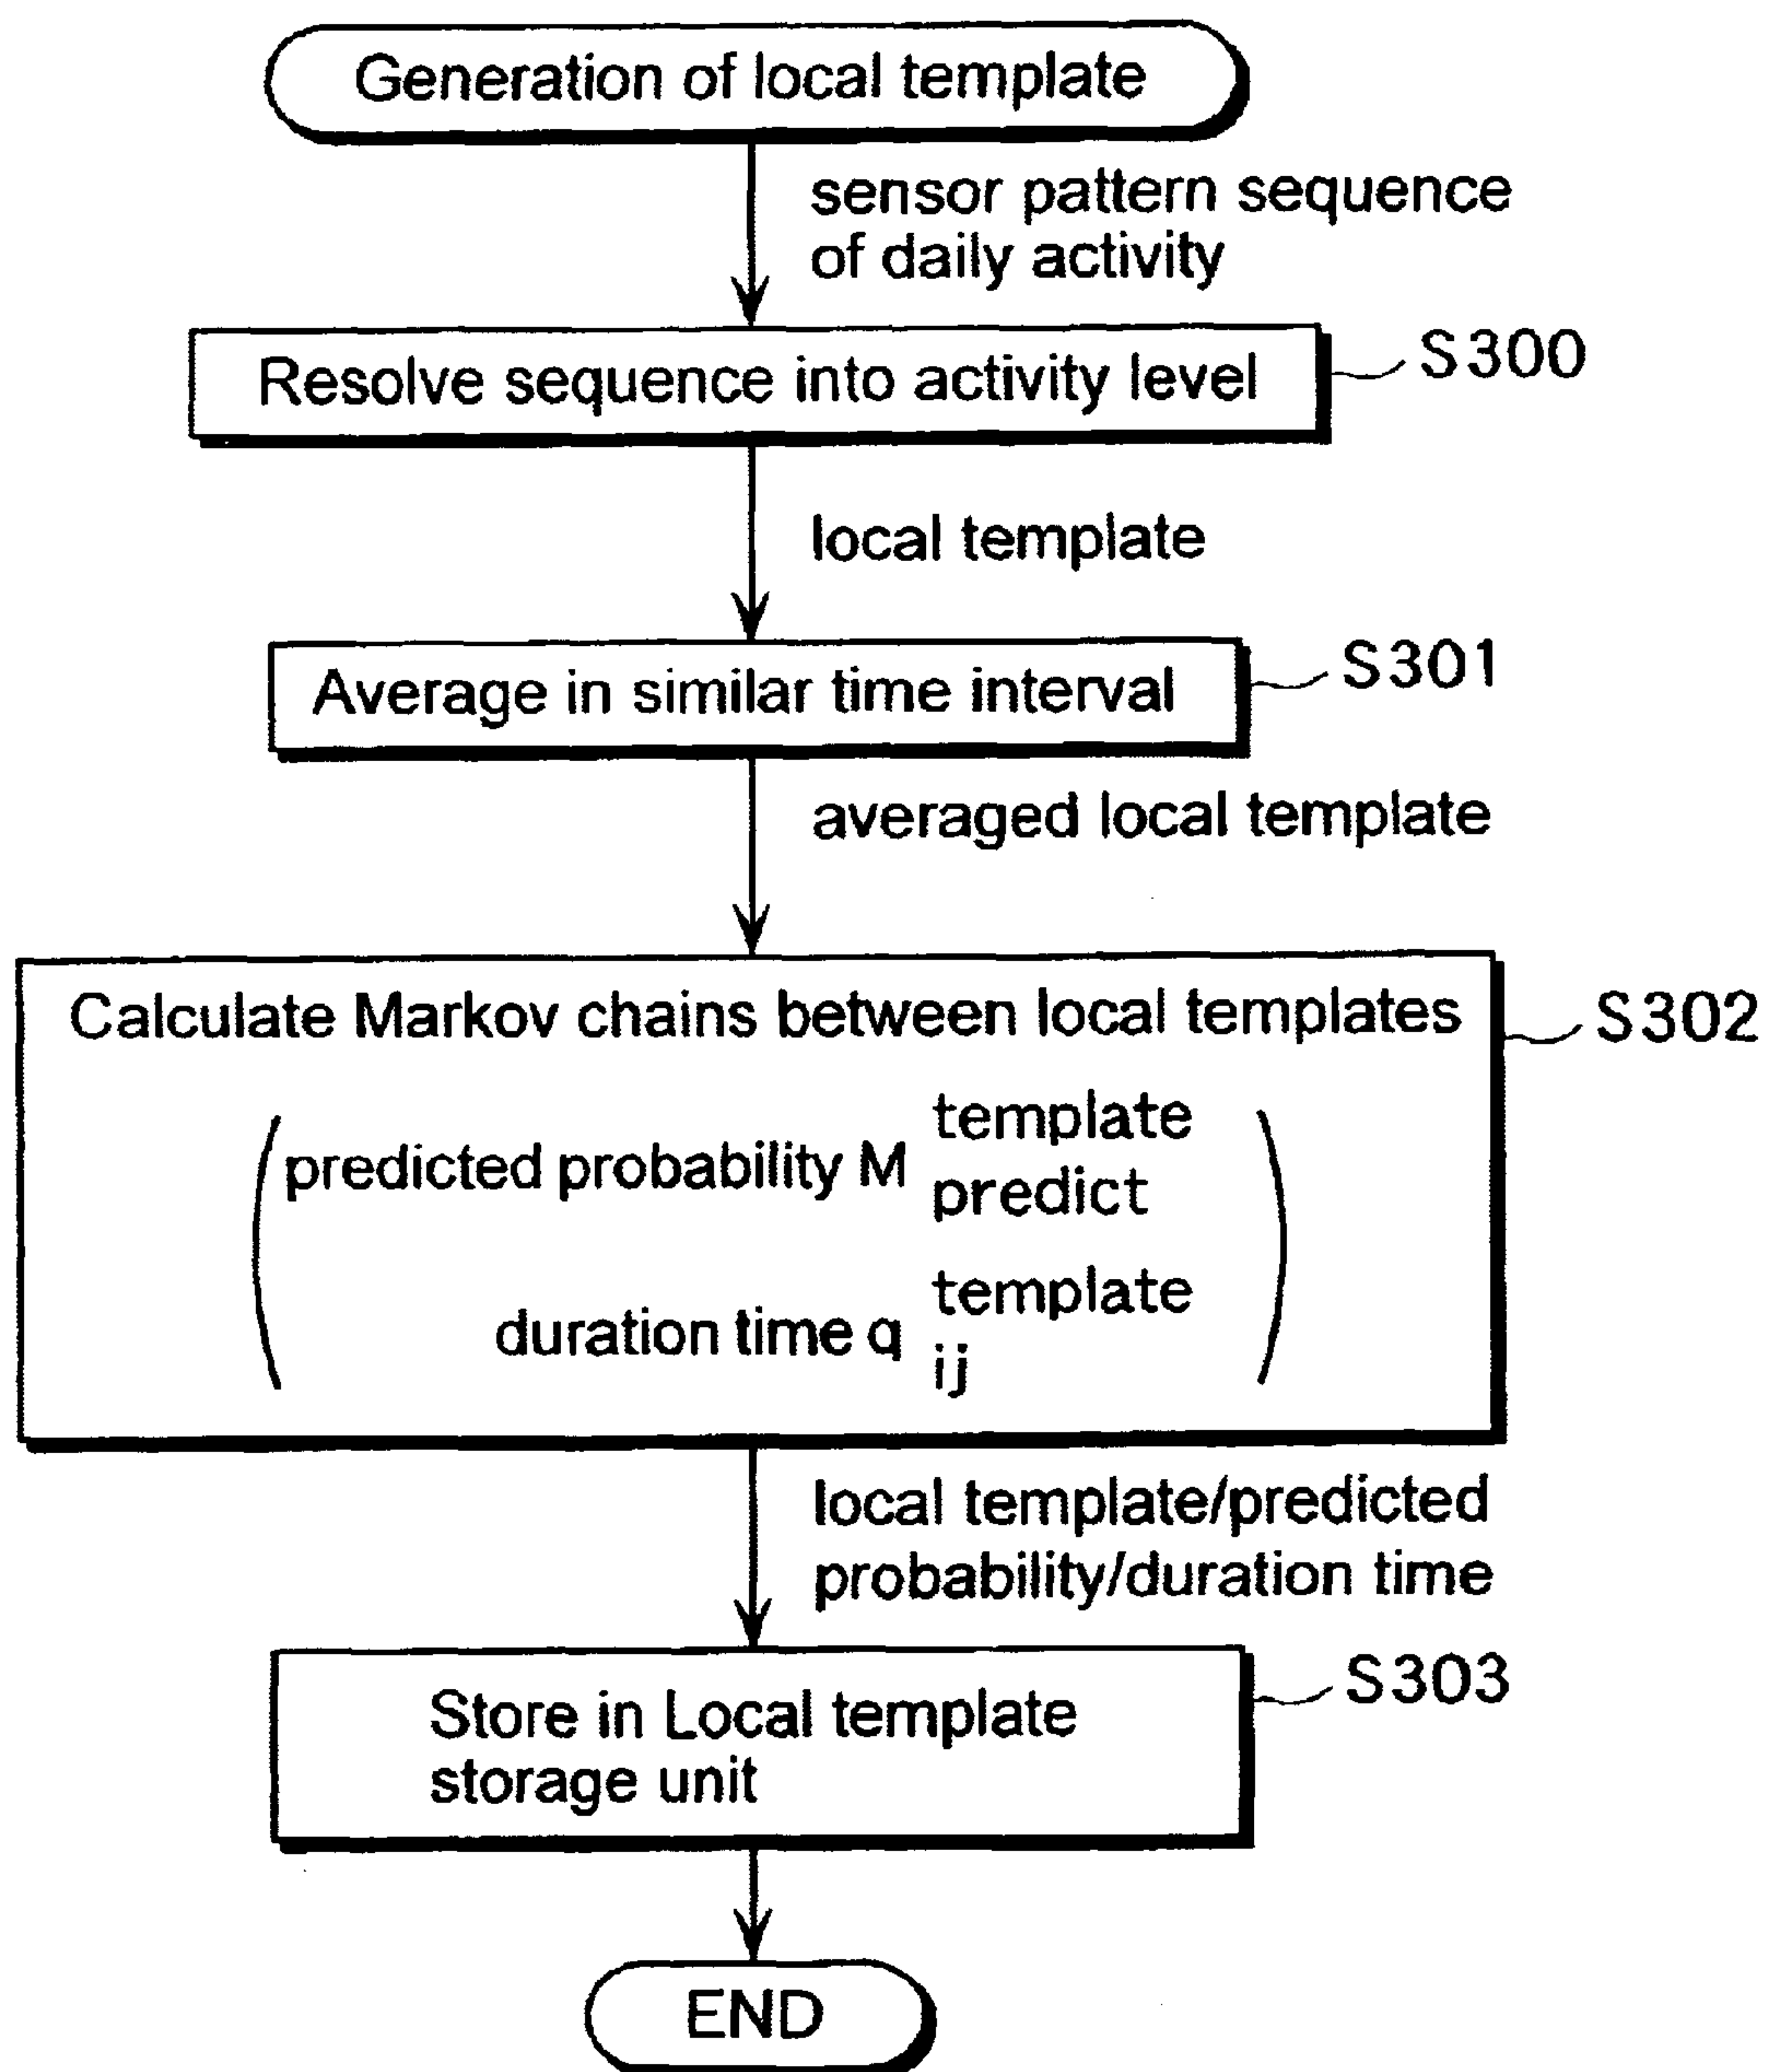 Generation of local template
sensor pattern sequence
of daily activity
Resolve sequence into activity level
S300
local template
Average in similar time interval
S301
averaged local template
Calculate Markov chains between local templates
S302
predicted probability M template predict
duration time q template ij
local template/predicted
probability/duration time
Store in Local template
storage unit
S303
END